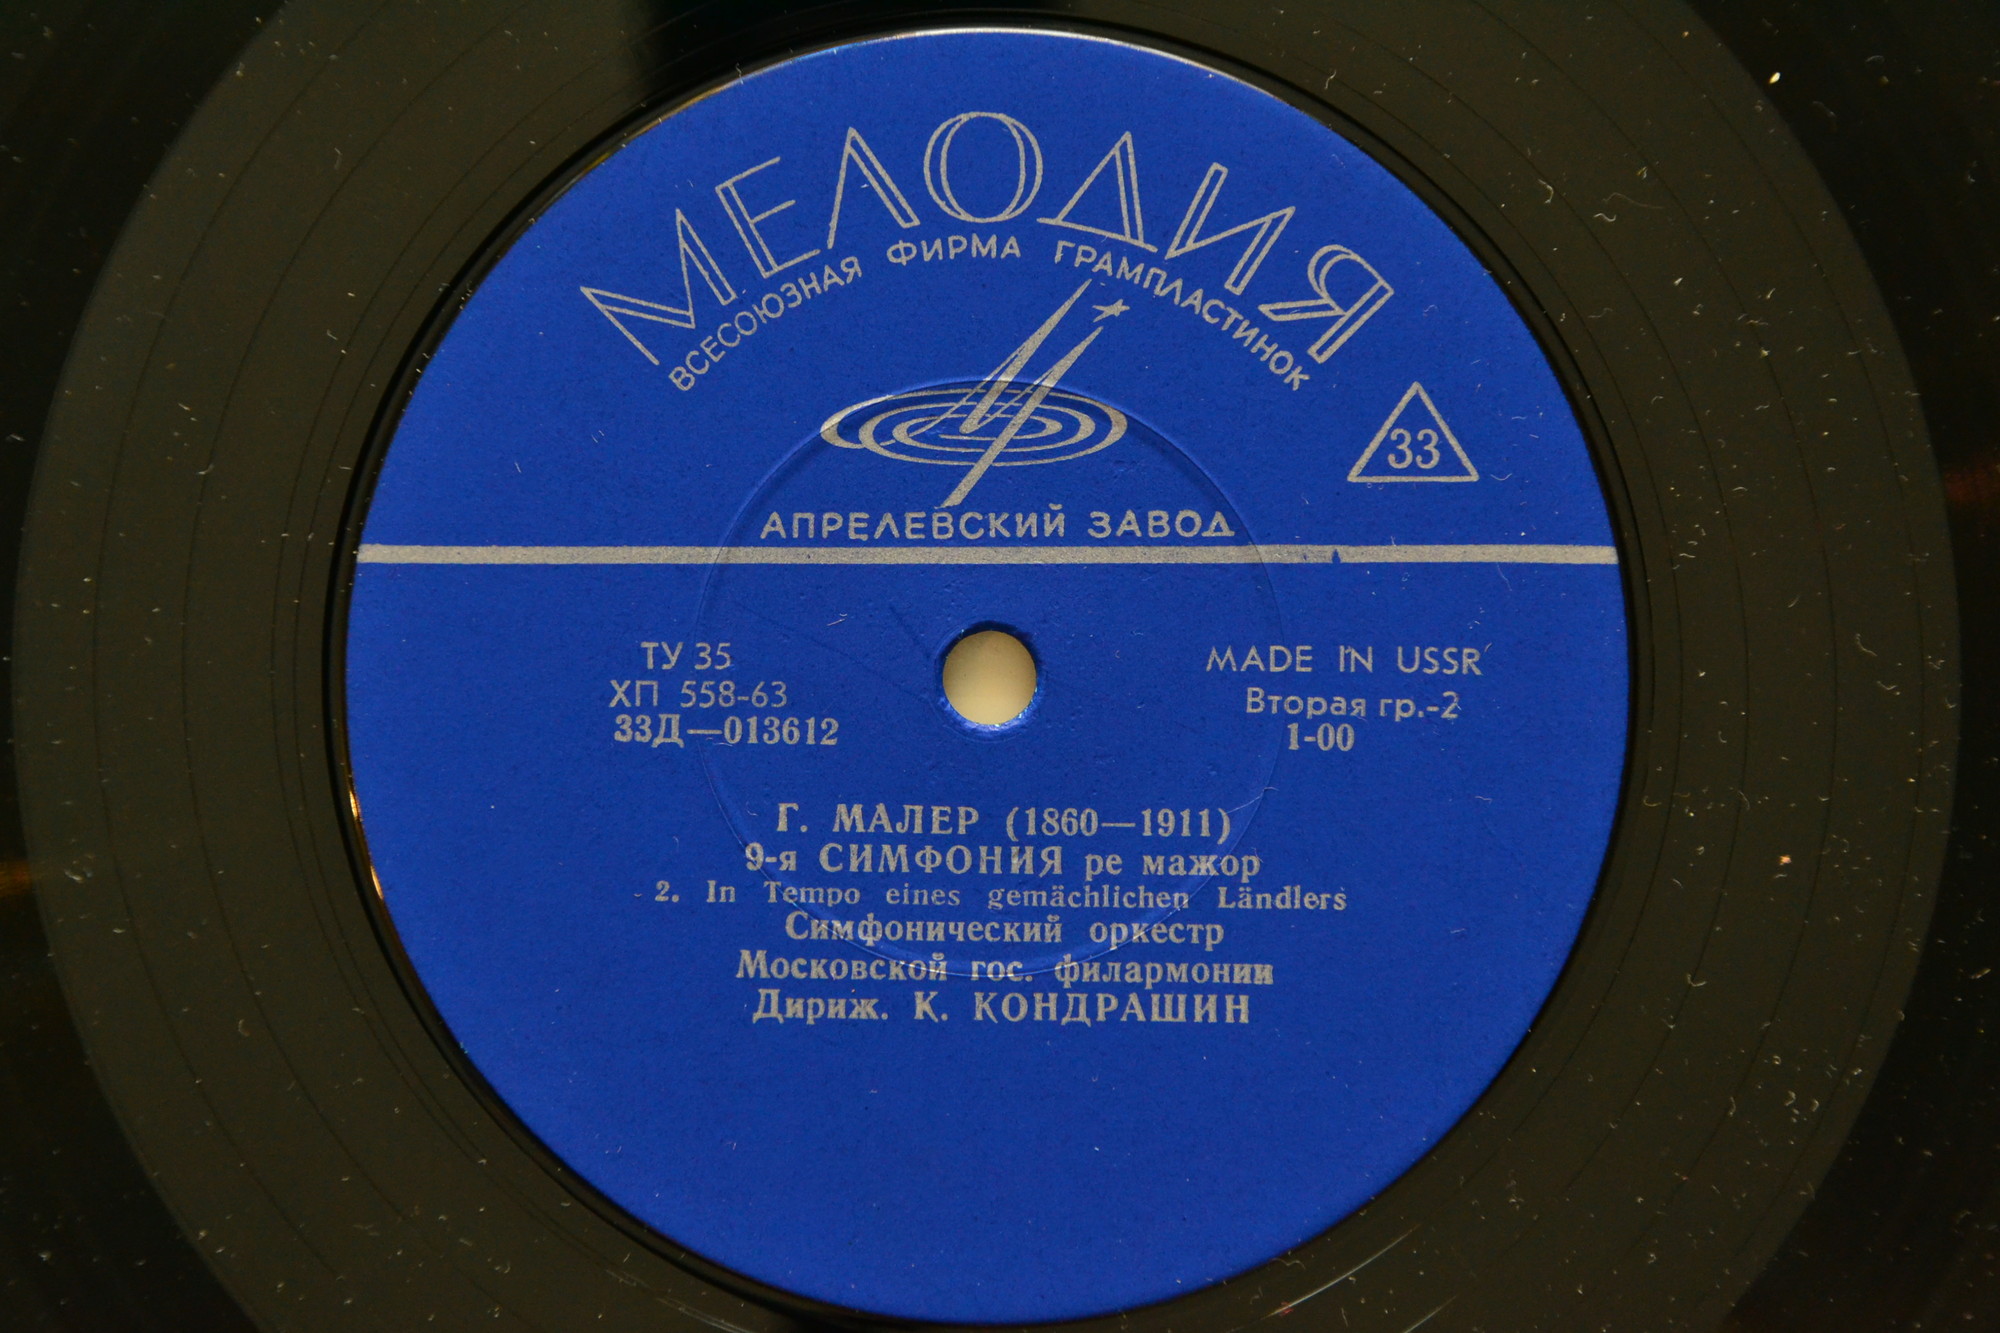 МЕЛОДИЯ
ВСЕСОЮЗНАЯ ФИРМА ГРАМПЛАСТИНОК
33
АПРЕЛЕВСКИЙ ЗАВОД
ТУ 35
ХП 558-63
33Д—013612
MADE IN USSR
Вторая гр.-2
1-00
Г. МАЛЕР (1860—1911)
9-я СИМФОНИЯ ре мажор
2. In Tempo eines gemächlichen Ländlers
Симфонический оркестр
Московской гос. филармонии
Дириж. К. КОНДРАШИН